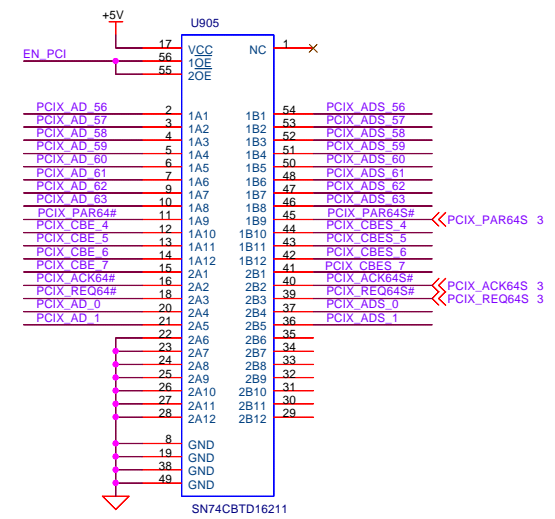 +5V
U905
17 VCC NC 1
EN_PCI 56 1OE
55 2OE
PCIX_AD_56 2 1A1 1B1 54 PCIX_ADS_56
PCIX_AD_57 3 1A2 1B2 53 PCIX_ADS_57
PCIX_AD_58 4 1A3 1B3 52 PCIX_ADS_58
PCIX_AD_59 5 1A4 1B4 51 PCIX_ADS_59
PCIX_AD_60 6 1A5 1B5 50 PCIX_ADS_60
PCIX_AD_61 7 1A6 1B6 48 PCIX_ADS_61
PCIX_AD_62 9 1A7 1B7 47 PCIX_ADS_62
PCIX_AD_63 10 1A8 1B8 46 PCIX_ADS_63
PCIX_PAR64# 11 1A9 1B9 45 PCIX_PAR64S# PCIX_PAR64S 3
PCIX_CBE_4 12 1A10 1B10 44 PCIX_CBES_4
PCIX_CBE_5 13 1A11 1B11 43 PCIX_CBES_5
PCIX_CBE_6 14 1A12 1B12 42 PCIX_CBES_6
PCIX_CBE_7 15 2A1 2B1 41 PCIX_CBES_7
PCIX_ACK64# 16 2A2 2B2 40 PCIX_ACK64S# PCIX_ACK64S 3
PCIX_REQ64# 18 2A3 2B3 39 PCIX_REQ64S# PCIX_REQ64S 3
PCIX_AD_0 20 2A4 2B4 37 PCIX_ADS_0
PCIX_AD_1 21 2A5 2B5 36 PCIX_ADS_1
22 2A6 2B6 35
23 2A7 2B7 34
24 2A8 2B8 33
25 2A9 2B9 32
26 2A10 2B10 31
27 2A11 2B11 30
28 2A12 2B12 29
8 GND
19 GND
38 GND
49 GND
SN74CBTD16211